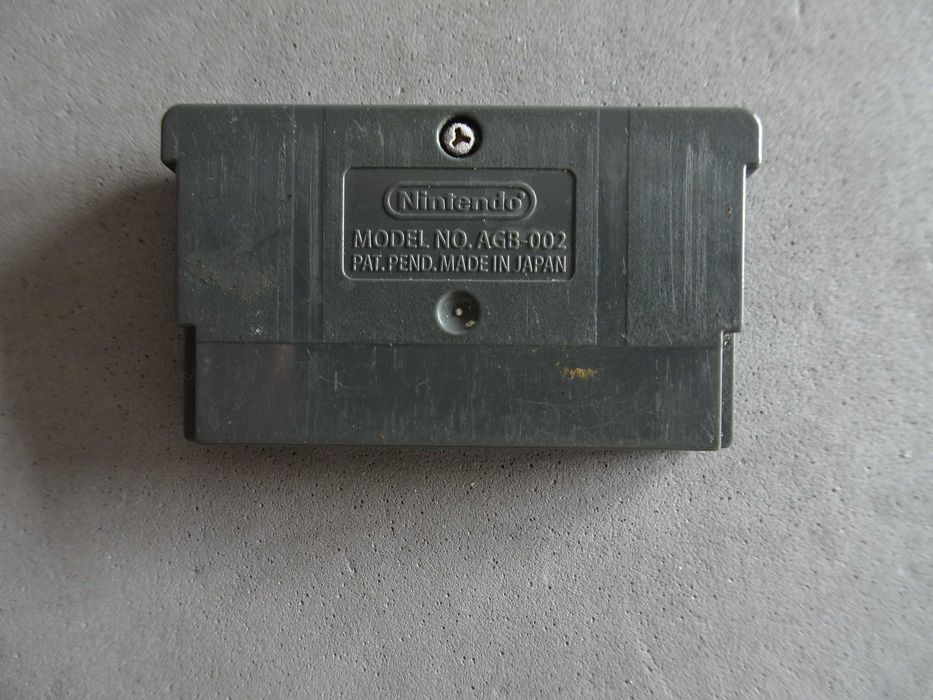 Nintendo®
MODEL NO. AGB-002
PAT. PEND. MADE IN JAPAN